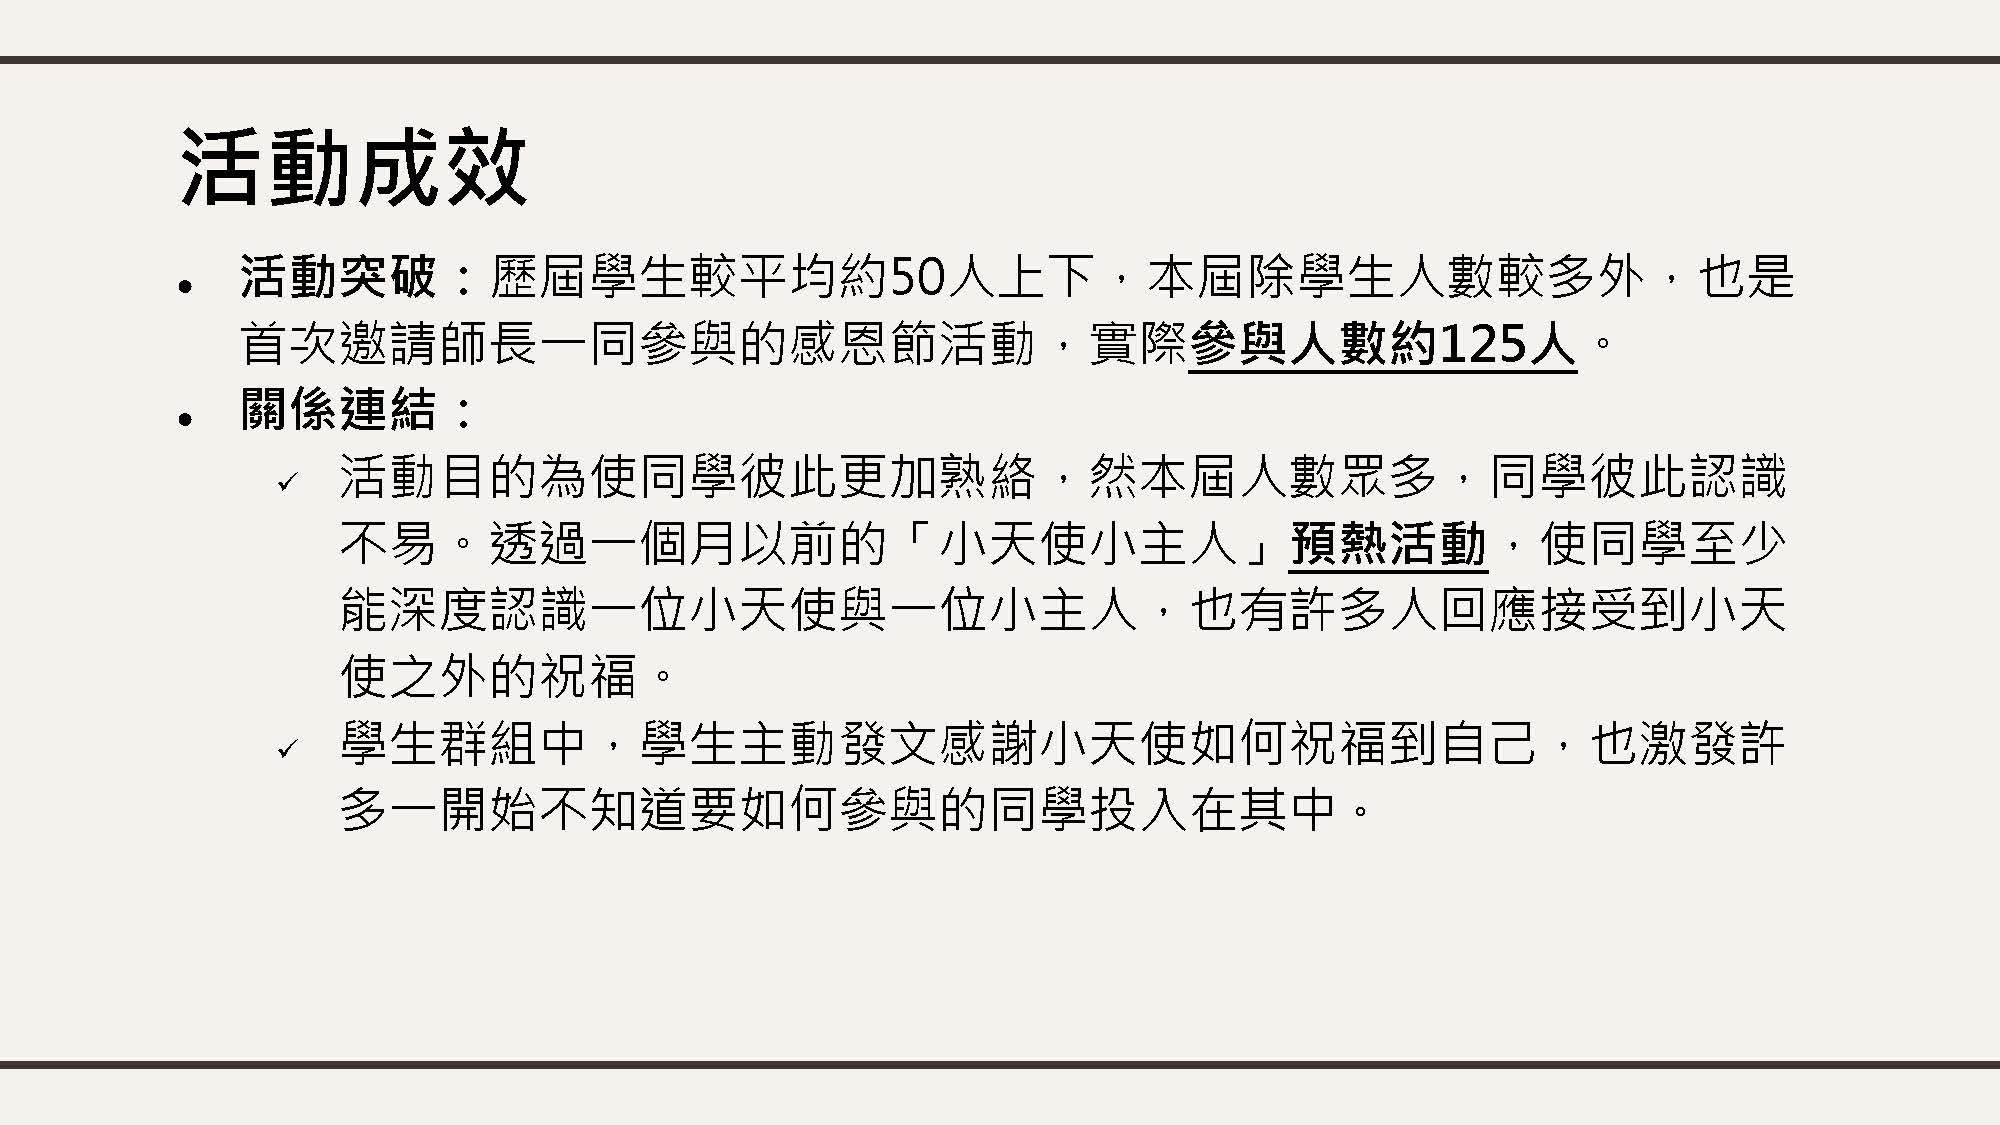 活動成效
● 活動突破：歷屆學生較平均約50人上下，本屆除學生人數較多外，也是
首次邀請師長一同參與的感恩節活動，實際參與人數約125人。
● 關係連結：
✓ 活動目的為使同學彼此更加熟絡，然本屆人數眾多，同學彼此認識
不易。透過一個月以前的「小天使小主人」預熱活動，使同學至少
能深度認識一位小天使與一位小主人，也有許多人回應接受到小天
使之外的祝福。
✓ 學生群組中，學生主動發文感謝小天使如何祝福到自己，也激發許
多一開始不知道要如何參與的同學投入在其中。